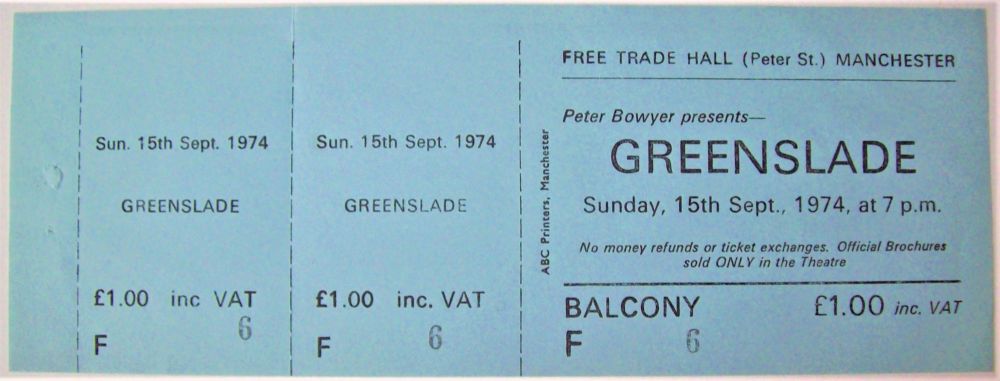 Sun. 15th Sept. 1974
GREENSLADE
£1.00 inc VAT
F 6
Sun. 15th Sept. 1974
GREENSLADE
£1.00 inc. VAT
F 6
ABC Printers, Manchester
FREE TRADE HALL (Peter St.) MANCHESTER
Peter Bowyer presents—
GREENSLADE
Sunday, 15th Sept., 1974, at 7 p.m.
No money refunds or ticket exchanges. Official Brochures
sold ONLY in the Theatre
BALCONY £1.00 inc. VAT
F 6